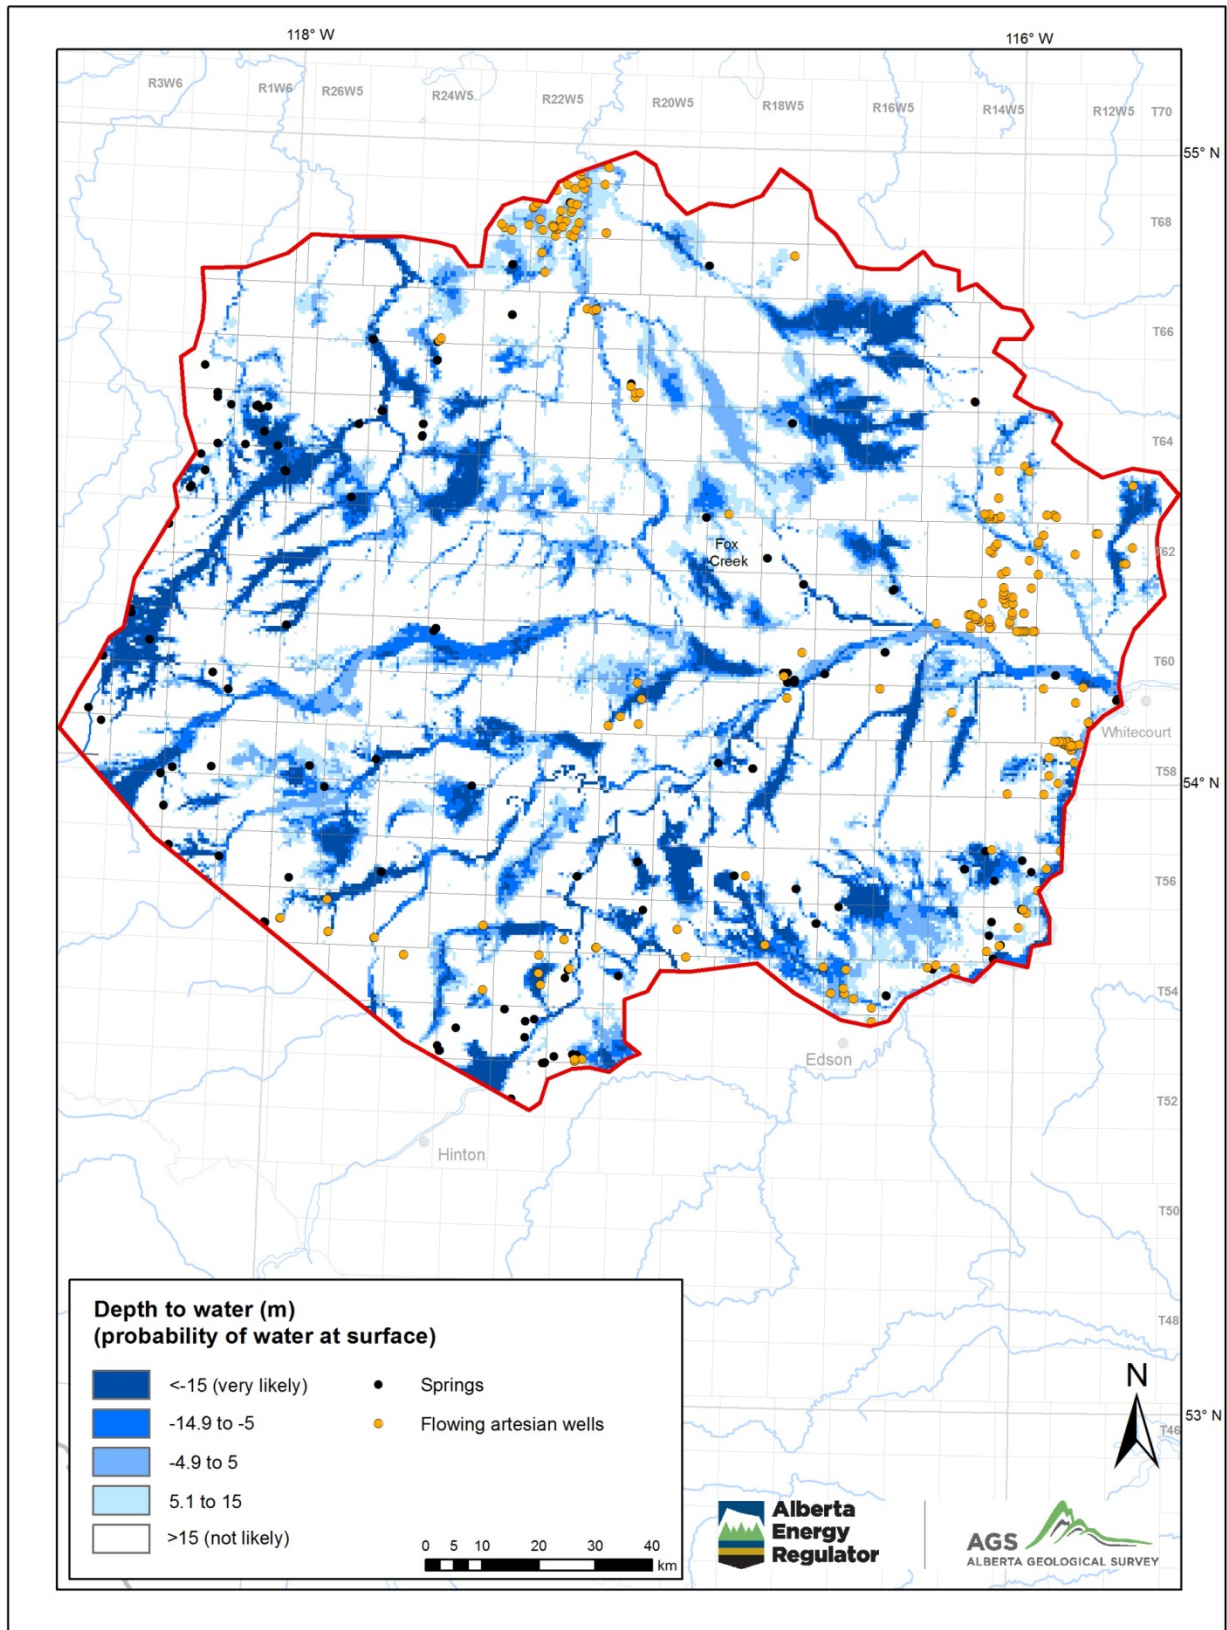 118° W
116° W
R3W6
R1W6
R26W5
R24W5
R22W5
R20W5
R18W5
R16W5
R14W5
R12W5
T70
55° N
T68
T66
T64
T62
Fox
Creek
T60
Whitecourt
T58
54° N
T56
T54
Edson
T52
Hinton
T50
T48
53° N
T46
N
Depth to water (m)
(probability of water at surface)
<-15 (very likely)
-14.9 to -5
-4.9 to 5
5.1 to 15
>15 (not likely)
Springs
Flowing artesian wells
0 5 10 20 30 40
km
Alberta
Energy
Regulator
AGS
ALBERTA GEOLOGICAL SURVEY